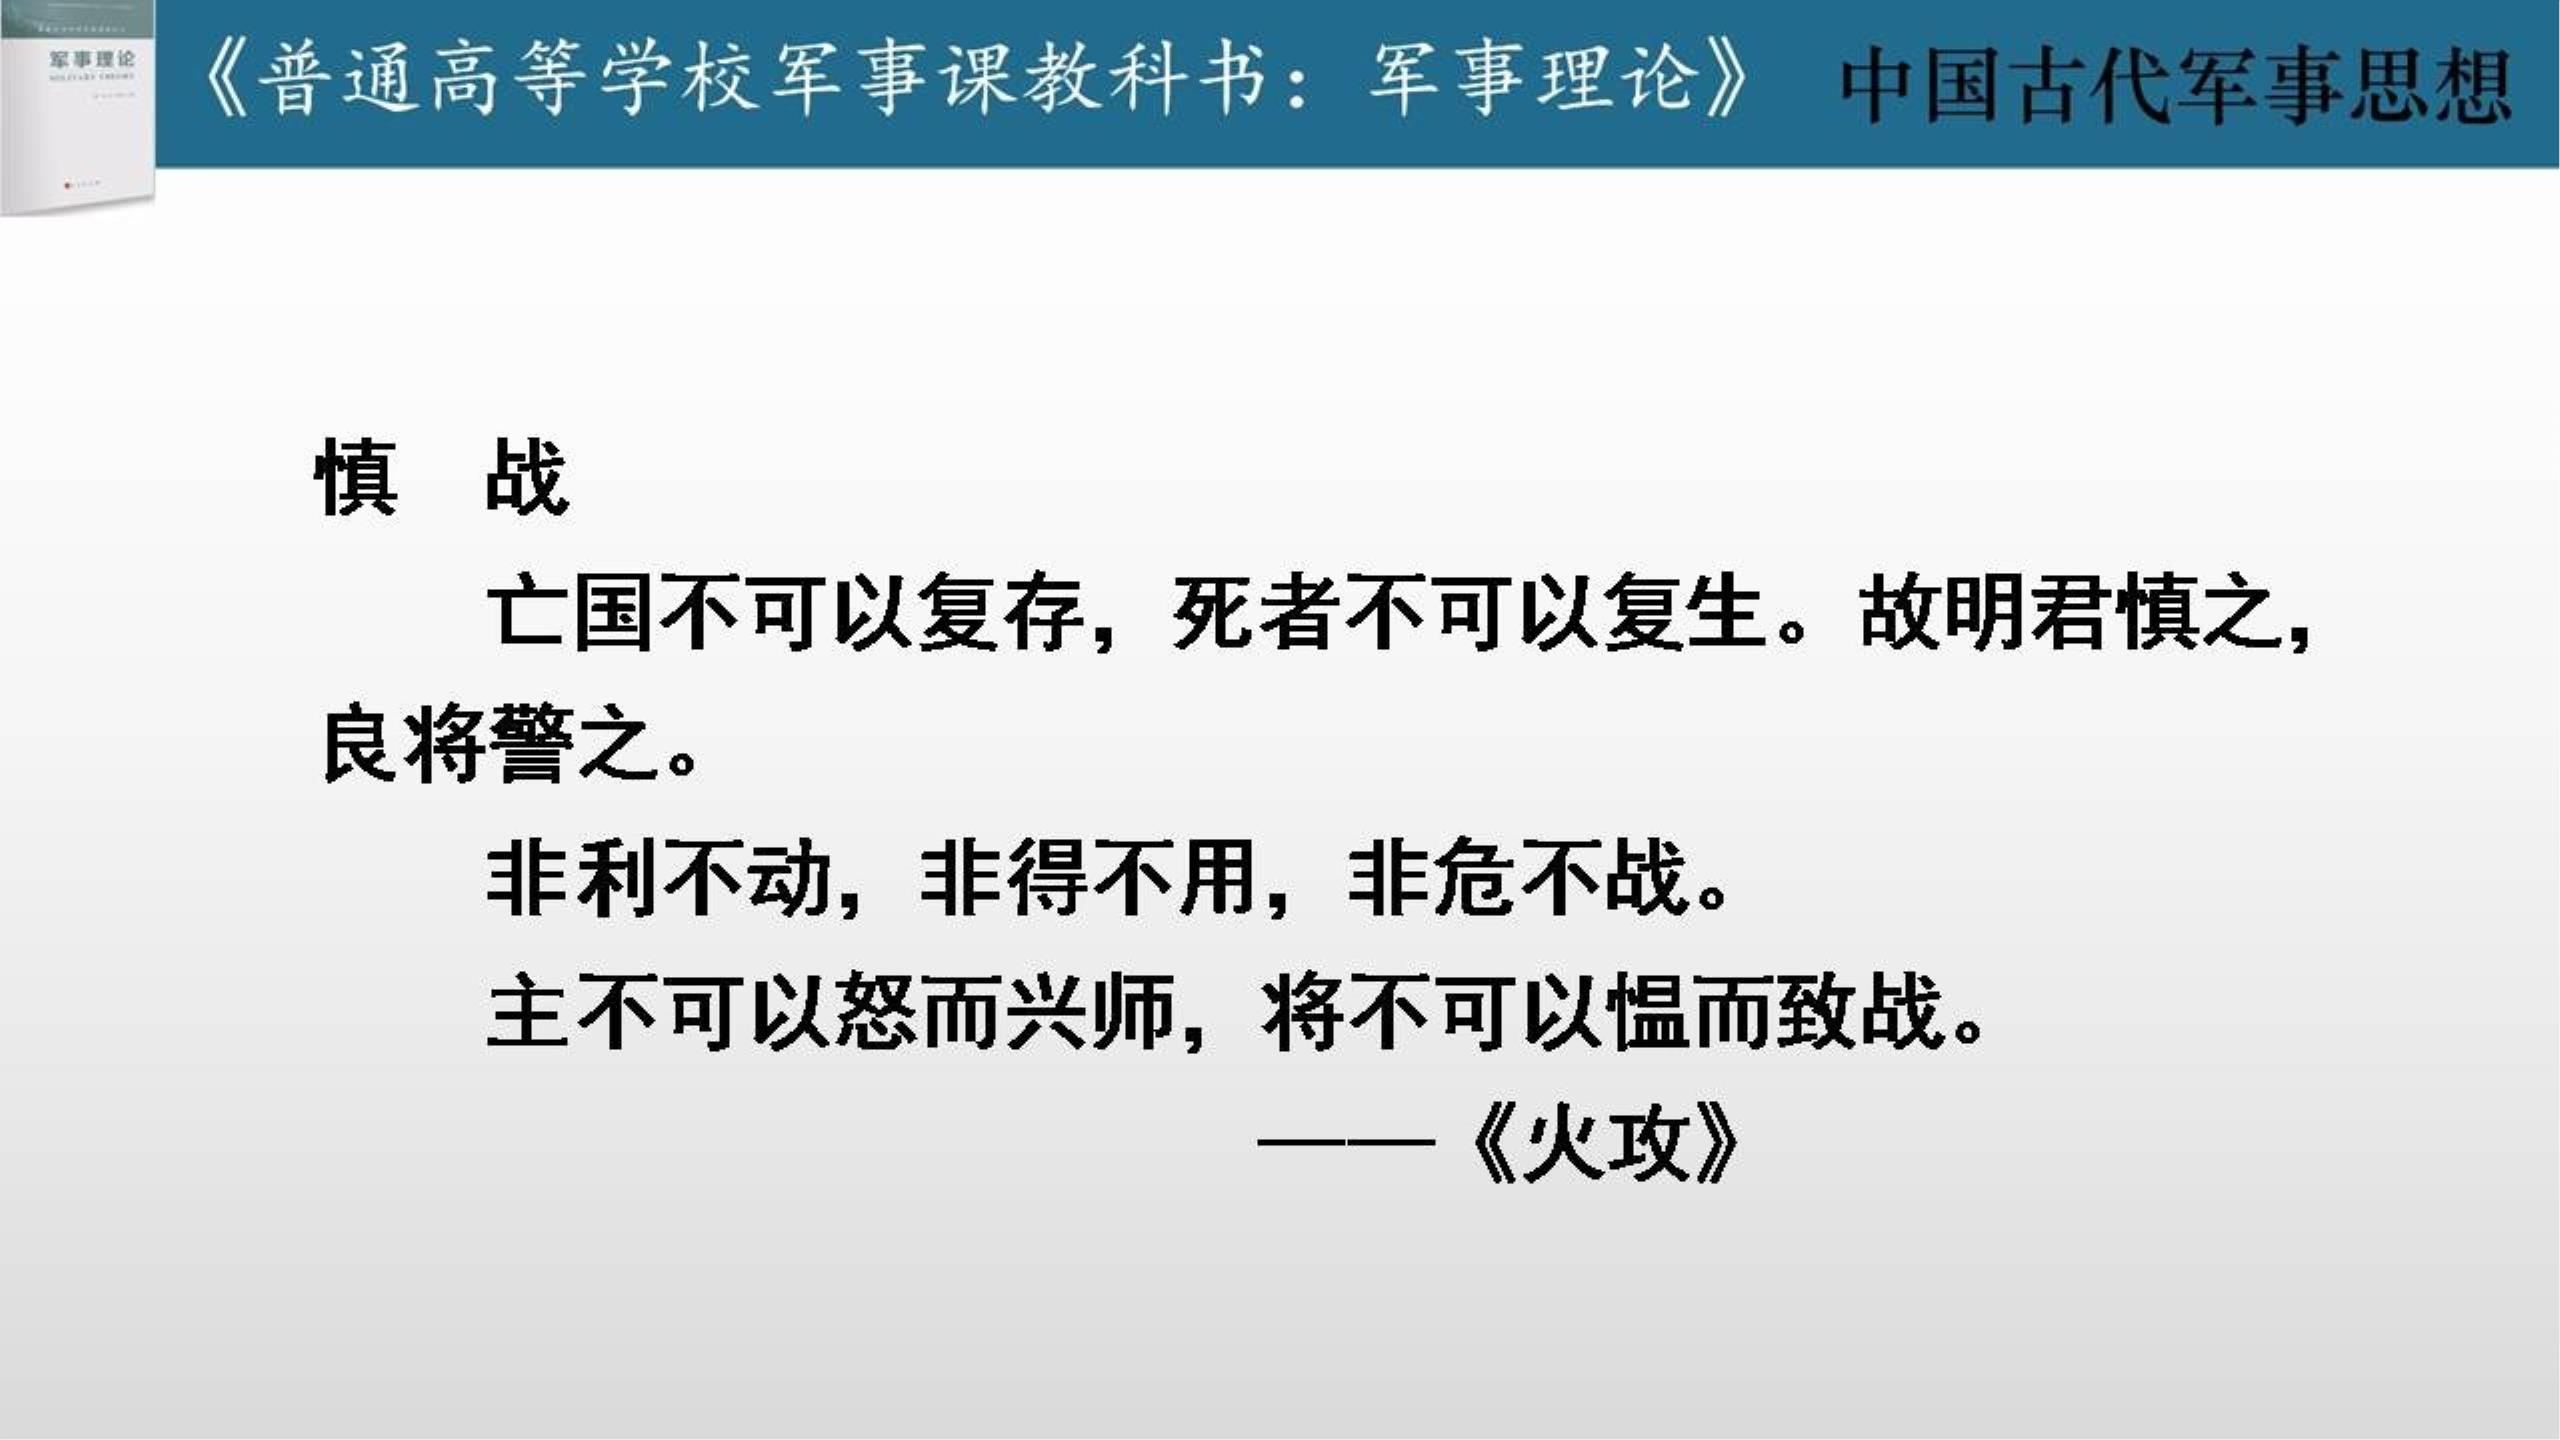 军事理论
MILITARY THEORY
《普通高等学校军事课教科书：军事理论》 中国古代军事思想
慎　战
亡国不可以复存，死者不可以复生。故明君慎之，
良将警之。
非利不动，非得不用，非危不战。
主不可以怒而兴师，将不可以愠而致战。
——《火攻》